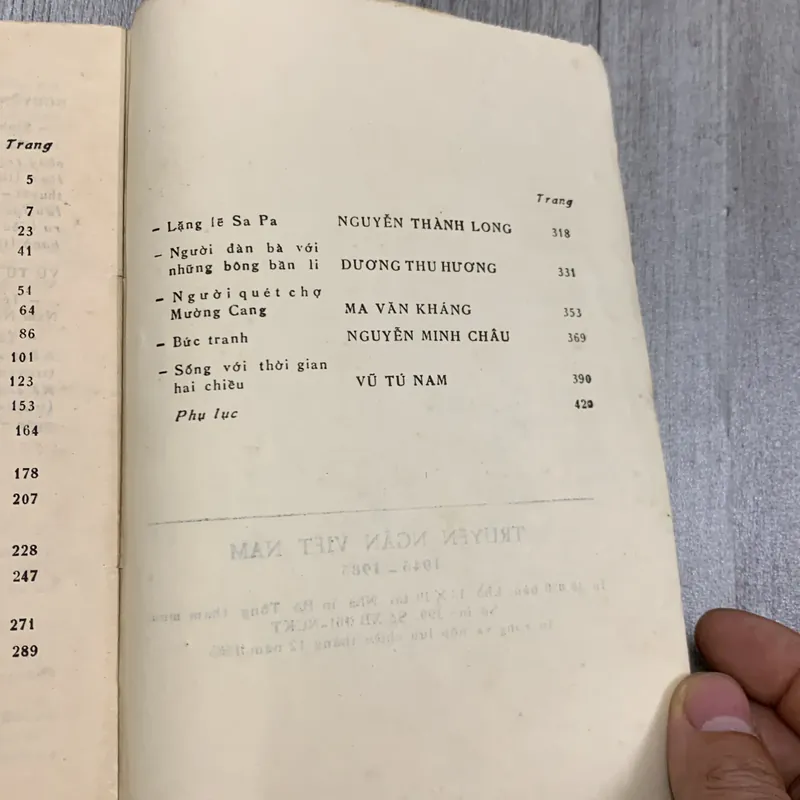 Trang
5
7
23
41
51
64
86
101
123
153
164
178
207
228
247
271
289
Trang
- Lặng lẽ Sa Pa NGUYỄN THÀNH LONG 318
- Người đàn bà với
những bông bần li DƯƠNG THU HƯƠNG 331
- Người quét chợ
Mường Cang MA VĂN KHÁNG 353
- Bức tranh NGUYỄN MINH CHÂU 369
- Sống với thời gian
hai chiều VŨ TÚ NAM 390
Phụ lục 420
TRUYỆN NGẮN VIỆT NAM
1945 - 1985